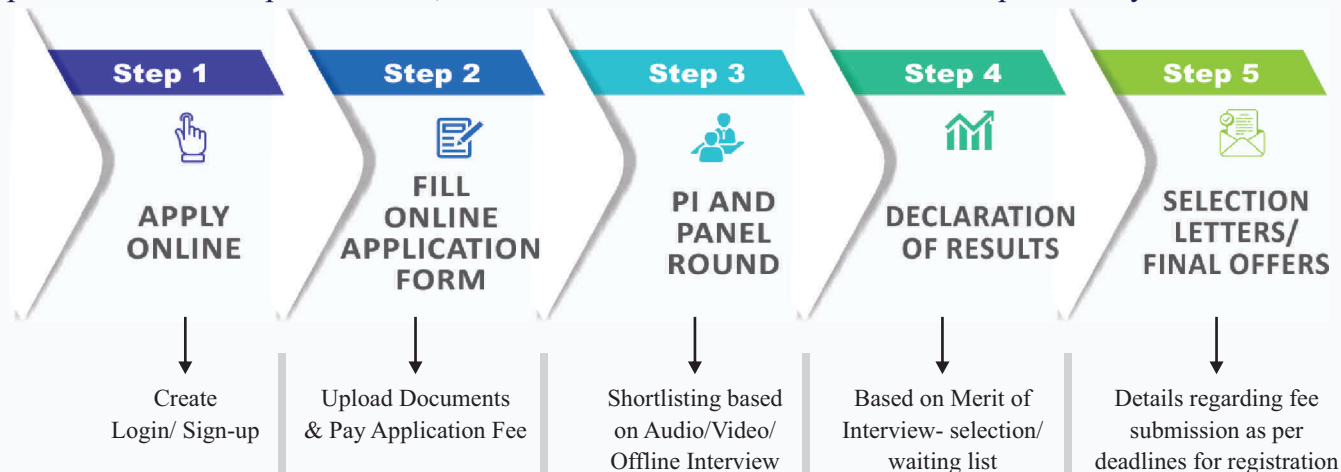 Step 1
Step 2
Step 3
Step 4
Step 5
APPLY
ONLINE
FILL
ONLINE
APPLICATION
FORM
PI AND
PANEL
ROUND
DECLARATION
OF RESULTS
SELECTION
LETTERS/
FINAL OFFERS
Create
Login/ Sign-up
Upload Documents
& Pay Application Fee
Shortlisting based
on Audio/Video/
Offline Interview
Based on Merit of
Interview- selection/
waiting list
Details regarding fee
submission as per
deadlines for registration